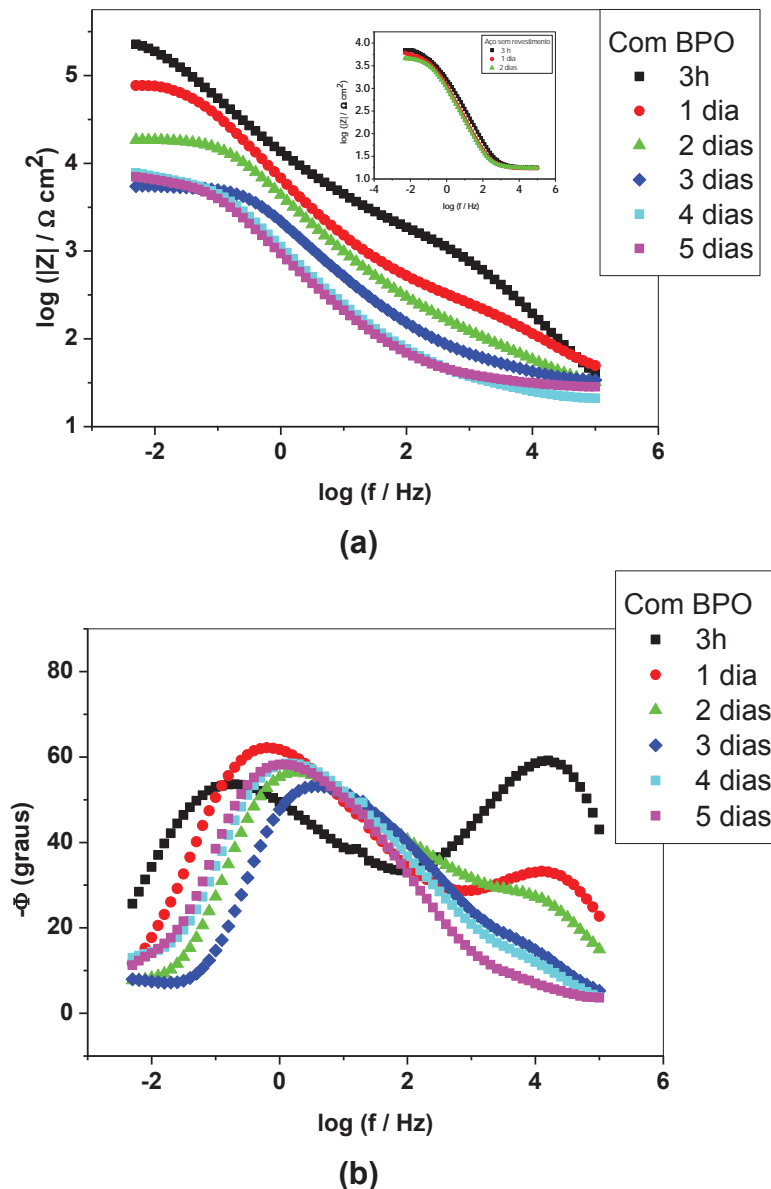 Com BPO
3h
1 dia
2 dias
3 dias
4 dias
5 dias
log (|Z| / Ω cm²)
5
4
3
2
1
-2 0 2 4 6
log (f / Hz)
Aço sem revestimento
3 h
1 dia
2 dias
log (|Z| / Ω cm²)
4.0
3.5
3.0
2.5
2.0
1.5
1.0
-4 -2 0 2 4 6
log (f / Hz)
(a)
Com BPO
3h
1 dia
2 dias
3 dias
4 dias
5 dias
-Φ (graus)
80
60
40
20
0
-2 0 2 4 6
log (f / Hz)
(b)